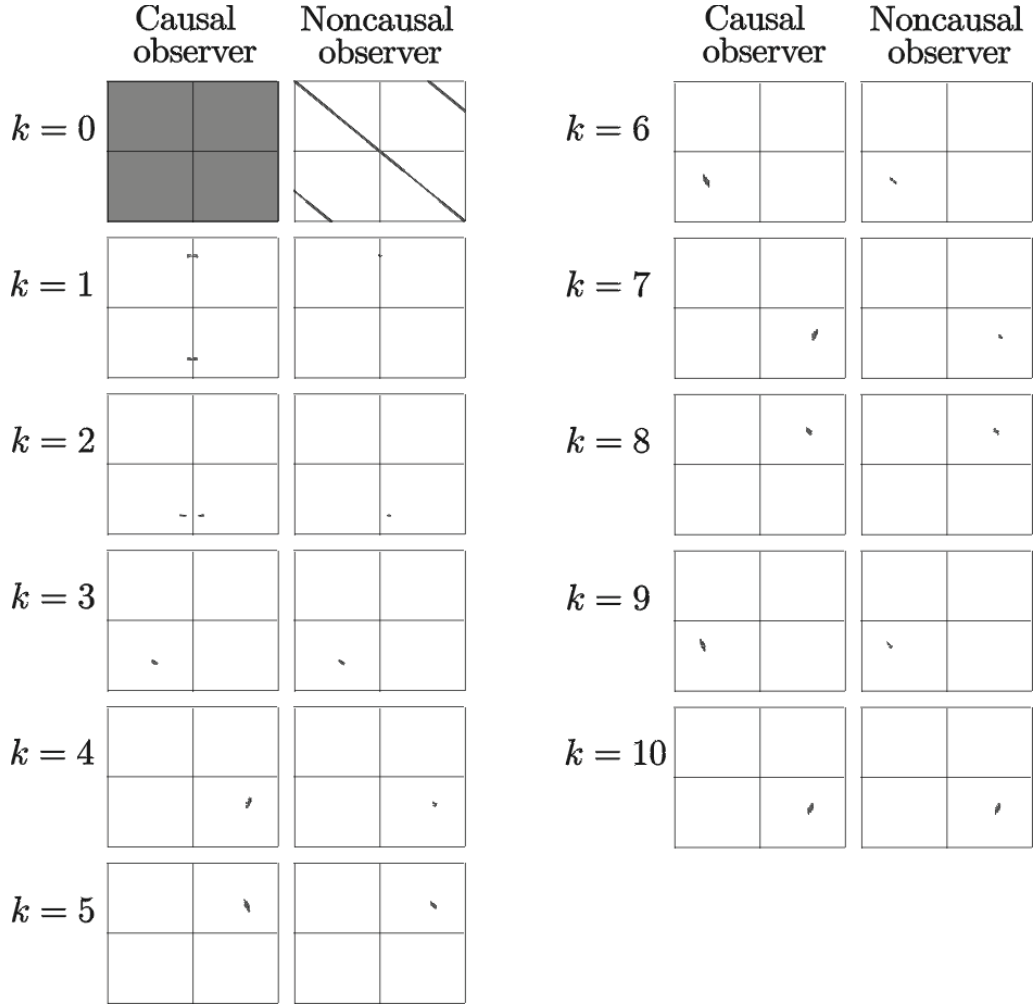 Causal observer
Noncausal observer
k = 0
k = 1
k = 2
k = 3
k = 4
k = 5
Causal observer
Noncausal observer
k = 6
k = 7
k = 8
k = 9
k = 10